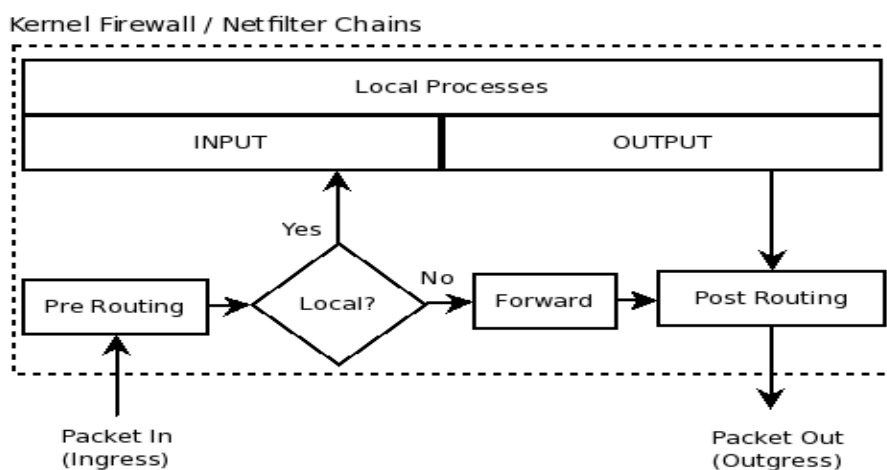 Kernel Firewall / Netfilter Chains
Local Processes
INPUT
OUTPUT
Yes
No
Pre Routing
Local?
Forward
Post Routing
Packet In
(Ingress)
Packet Out
(Outgress)